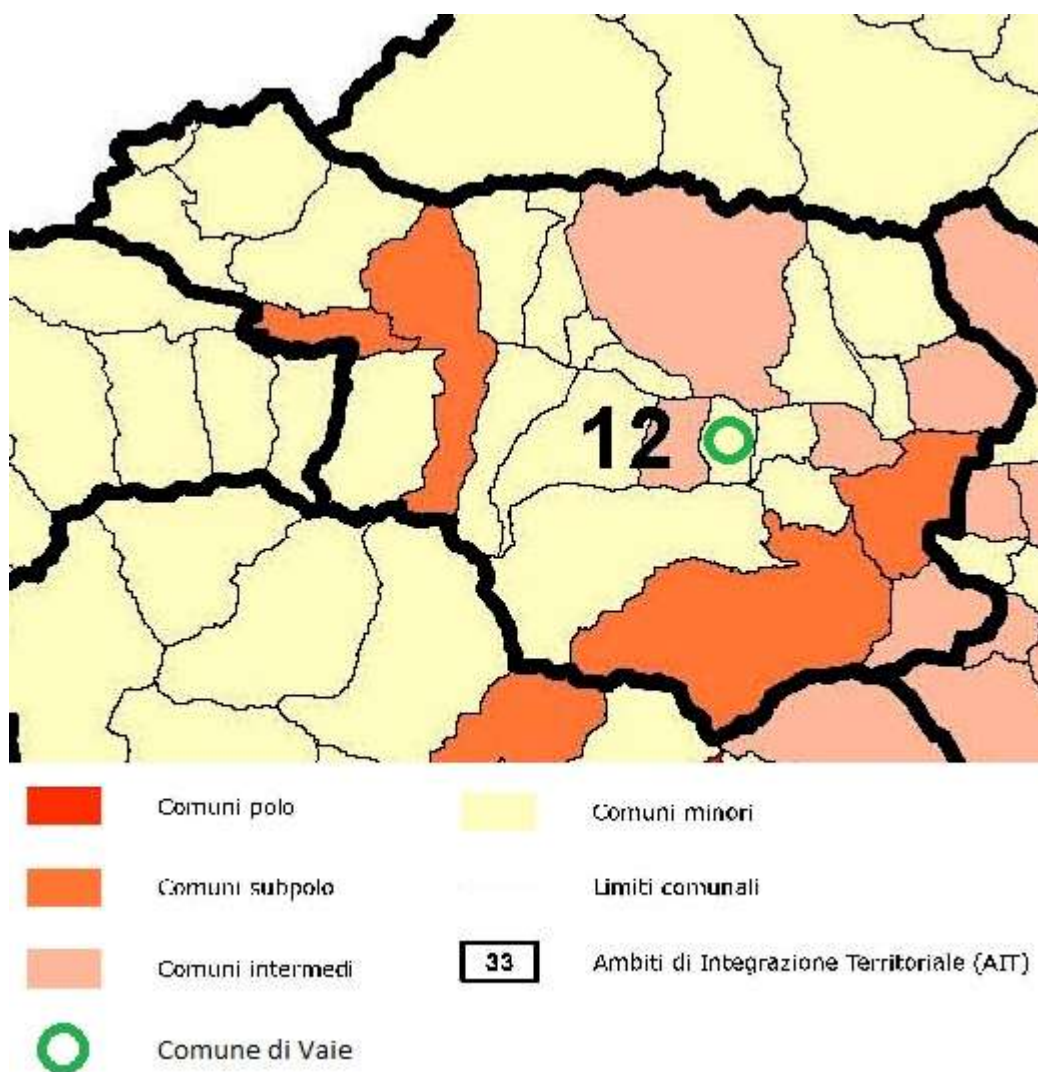 12
Comuni polo
Comuni minori
Comuni subpolo
Limiti comunali
Comuni intermedi
33
Ambiti di Integrazione Territoriale (AIT)
Comune di Vaie